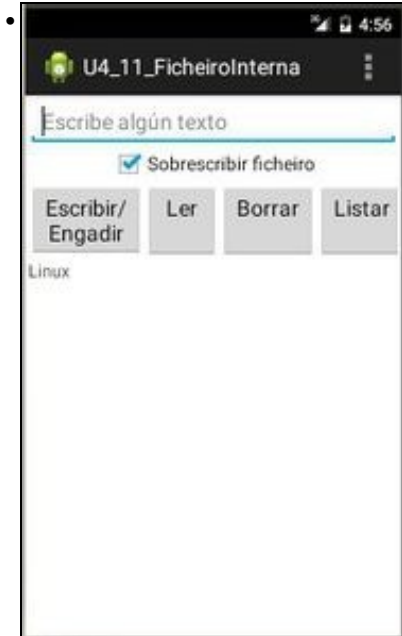 4:56
U4_11_FicheiroInterna
Escribe algún texto
Sobrescribir ficheiro
Escribir/
Engadir
Ler
Borrar
Listar
Linux